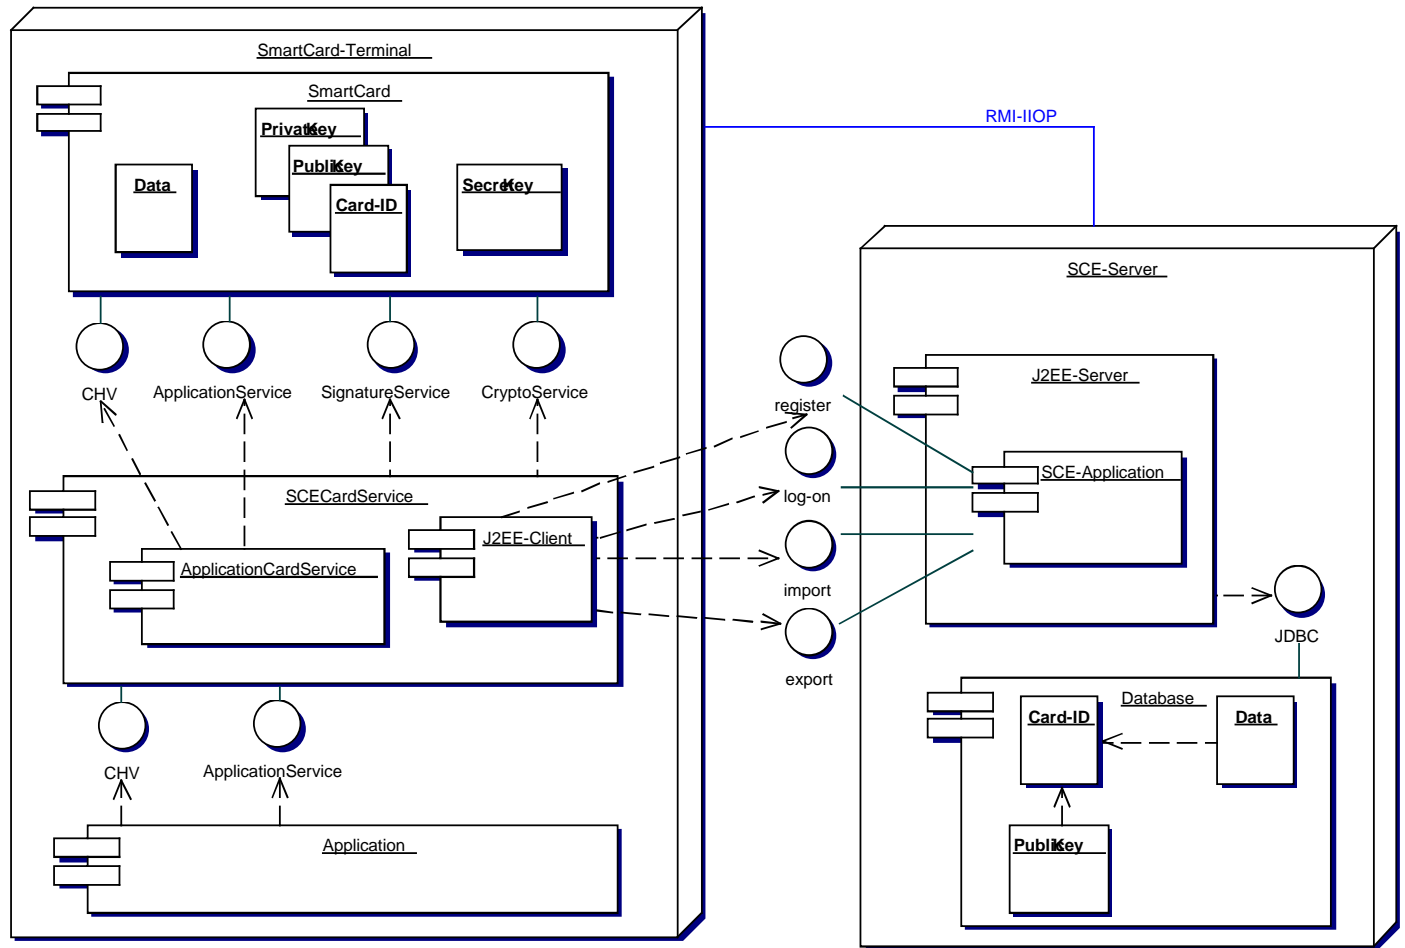 SmartCard-Terminal
SmartCard
PrivateKey
PublicKey
Card-ID
Data
SecretKey
CHV
ApplicationService
SignatureService
CryptoService
SCECardService
J2EE-Client
ApplicationCardService
CHV
ApplicationService
Application
RMI-IIOP
register
log-on
import
export
SCE-Server
J2EE-Server
SCE-Application
JDBC
Database
Card-ID
Data
PublicKey